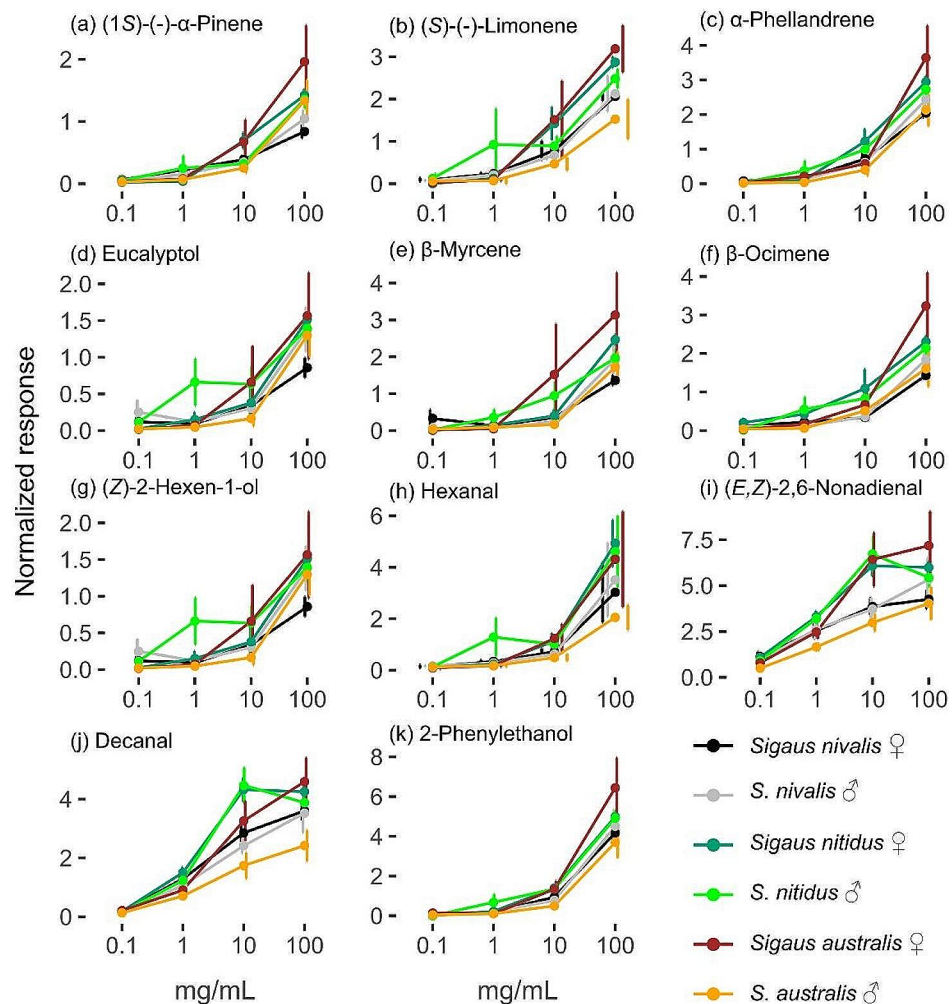 (a) (1S)-(-)-α-Pinene
2
1
0
0.1 1 10 100
(b) (S)-(-)-Limonene
4
3
2
1
0
0.1 1 10 100
(c) α-Phellandrene
4
3
2
1
0
0.1 1 10 100
(d) Eucalyptol
2.0
1.5
1.0
0.5
0.0
0.1 1 10 100
(e) β-Myrcene
4
3
2
1
0
0.1 1 10 100
(f) β-Ocimene
4
3
2
1
0
0.1 1 10 100
(g) (Z)-2-Hexen-1-ol
2.0
1.5
1.0
0.5
0.0
0.1 1 10 100
(h) Hexanal
6
4
2
0
0.1 1 10 100
(i) (E,Z)-2,6-Nonadienal
7.5
5.0
2.5
0.0
0.1 1 10 100
(j) Decanal
4
2
0
0.1 1 10 100
(k) 2-Phenylethanol
8
6
4
2
0
0.1 1 10 100
Normalized response
mg/mL
mg/mL
Sigaus nivalis ♀
S. nivalis ♂
Sigaus nitidus ♀
S. nitidus ♂
Sigaus australis ♀
S. australis ♂